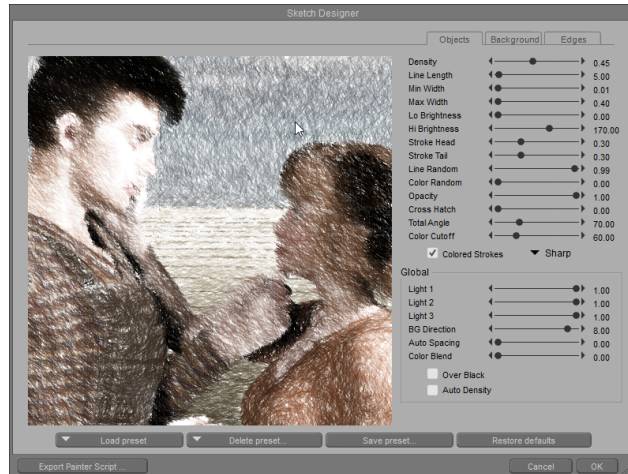 Sketch Designer
Objects Background Edges
Density 0.45
Line Length 5.00
Min Width 0.01
Max Width 0.40
Lo Brightness 0.00
Hi Brightness 170.00
Stroke Head 0.30
Stroke Tail 0.30
Line Random 0.99
Color Random 0.00
Opacity 1.00
Cross Hatch 0.00
Total Angle 70.00
Color Cutoff 60.00
Colored Strokes Sharp
Global
Light 1 1.00
Light 2 1.00
Light 3 1.00
BG Direction 8.00
Auto Spacing 0.00
Color Blend 0.00
Over Black
Auto Density
Load preset Delete preset... Save preset... Restore defaults
Export Painter Script ... Cancel OK